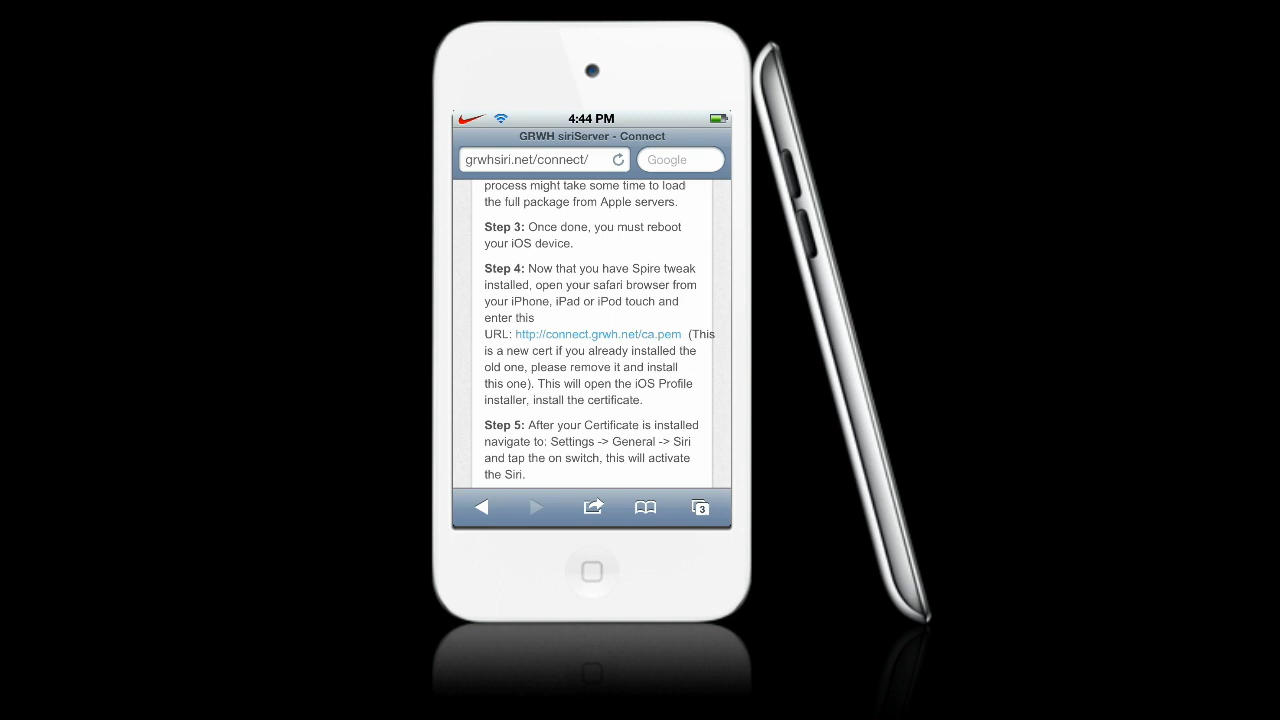 4:44 PM
GRWH siriServer - Connect
grwhsiri.net/connect/
Google
process might take some time to load
the full package from Apple servers.
Step 3: Once done, you must reboot
your iOS device.
Step 4: Now that you have Spire tweak
installed, open your safari browser from
your iPhone, iPad or iPod touch and
enter this
URL: http://connect.grwh.net/ca.pem (This
is a new cert if you already installed the
old one, please remove it and install
this one). This will open the iOS Profile
installer, install the certificate.
Step 5: After your Certificate is installed
navigate to: Settings -> General -> Siri
and tap the on switch, this will activate
the Siri.
3